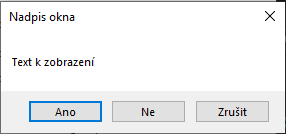 Nadpis okna
Text k zobrazení
Ano
Ne
Zrušit